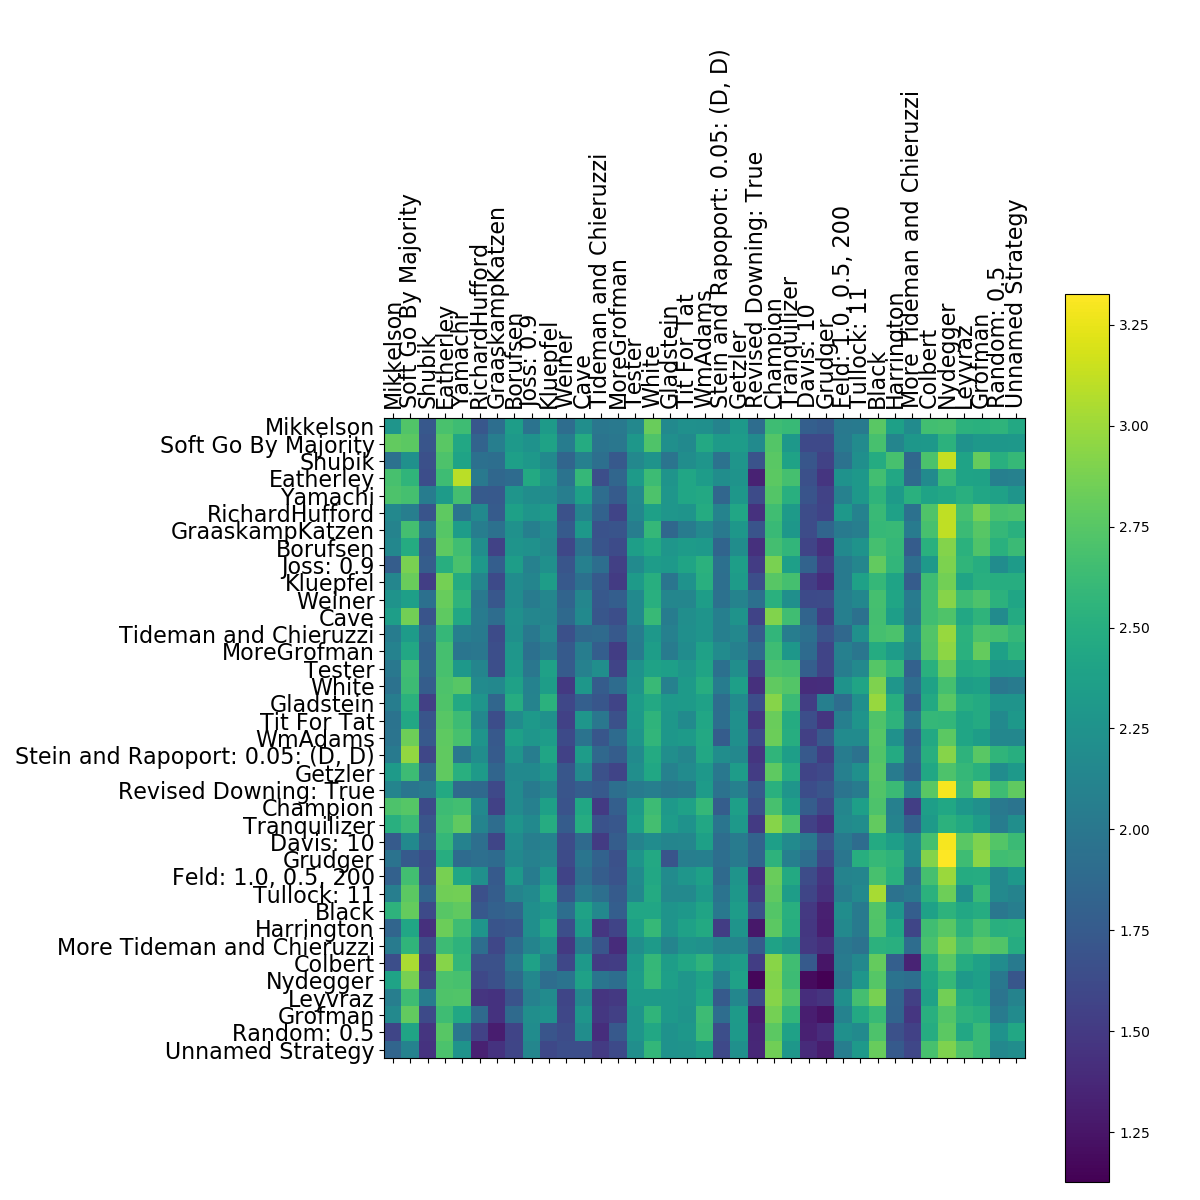 Mikkelson
Soft Go By Majority
Shubik
Eatherley
Yamachi
RichardHufford
GraaskampKatzen
Borufsen
Joss: 0.9
Kluepfel
Weiner
Cave
Tideman and Chieruzzi
MoreGrofman
Tester
White
Gladstein
Tit For Tat
WmAdams
Stein and Rapoport: 0.05: (D, D)
Getzler
Revised Downing: True
Champion
Tranquilizer
Davis: 10
Grudger
Feld: 1.0, 0.5, 200
Tullock: 11
Black
Harrington
More Tideman and Chieruzzi
Colbert
Nydegger
Leyvraz
Grofman
Random: 0.5
Unnamed Strategy
Mikkelson
Soft Go By Majority
Shubik
Eatherley
Yamachi
RichardHufford
GraaskampKatzen
Borufsen
Joss: 0.9
Kluepfel
Weiner
Cave
Tideman and Chieruzzi
MoreGrofman
Tester
White
Gladstein
Tit For Tat
WmAdams
Stein and Rapoport: 0.05: (D, D)
Getzler
Revised Downing: True
Champion
Tranquilizer
Davis: 10
Grudger
Feld: 1.0, 0.5, 200
Tullock: 11
Black
Harrington
More Tideman and Chieruzzi
Colbert
Nydegger
Leyvraz
Grofman
Random: 0.5
Unnamed Strategy
3.25
3.00
2.75
2.50
2.25
2.00
1.75
1.50
1.25